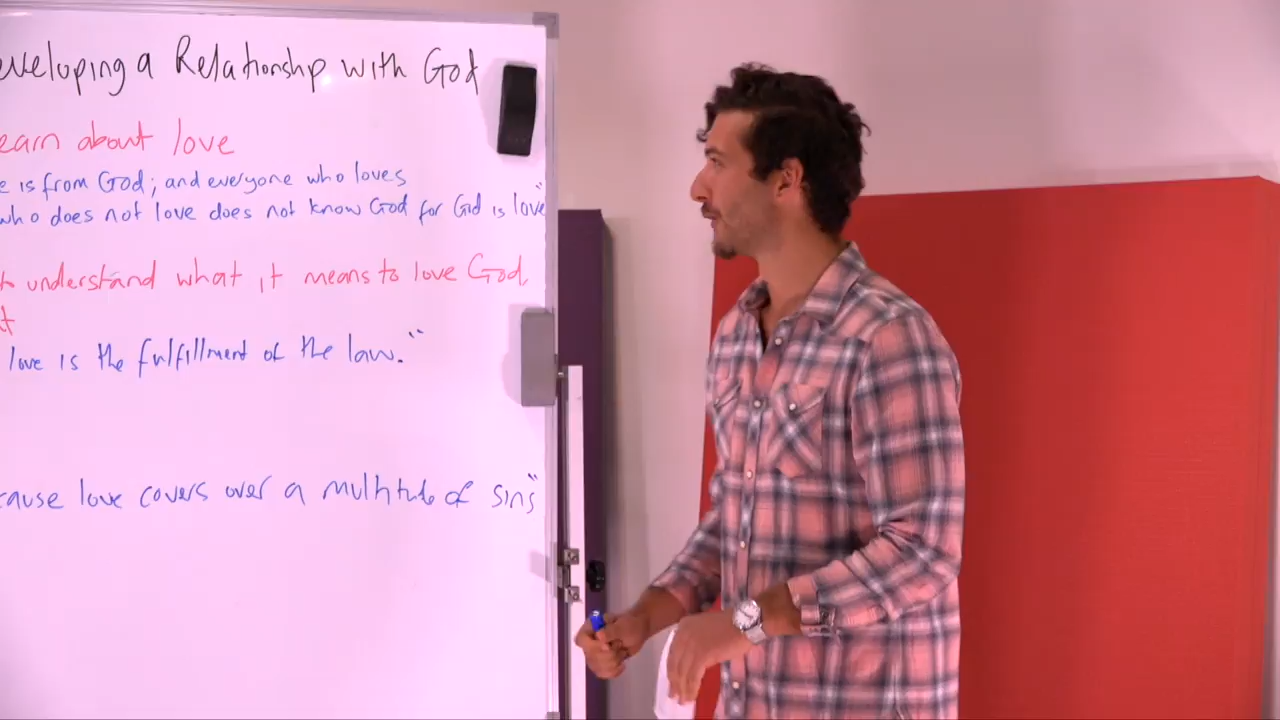 eveloping a Relationship with God
earn about love
e is from God; and everyone who loves
who does not love does not know God for God is love"
to understand what it means to love God,
t
love is the fulfillment of the law."
cause love covers over a multitude of sins"